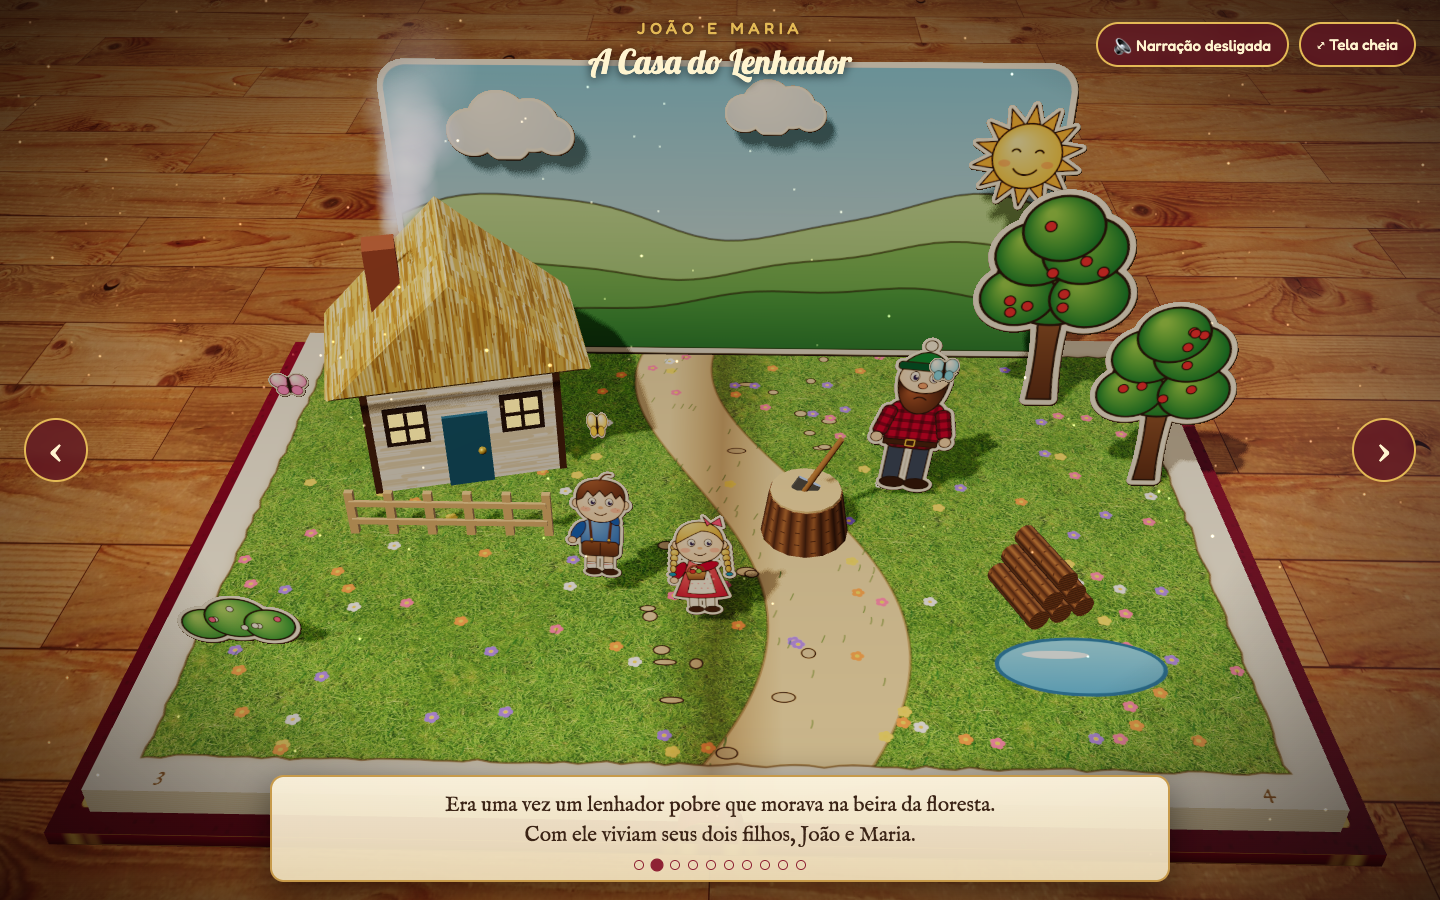 JOÃO E MARIA
A Casa do Lenhador
Narração desligada
Tela cheia
3
4
Era uma vez um lenhador pobre que morava na beira da floresta.
Com ele viviam seus dois filhos, João e Maria.